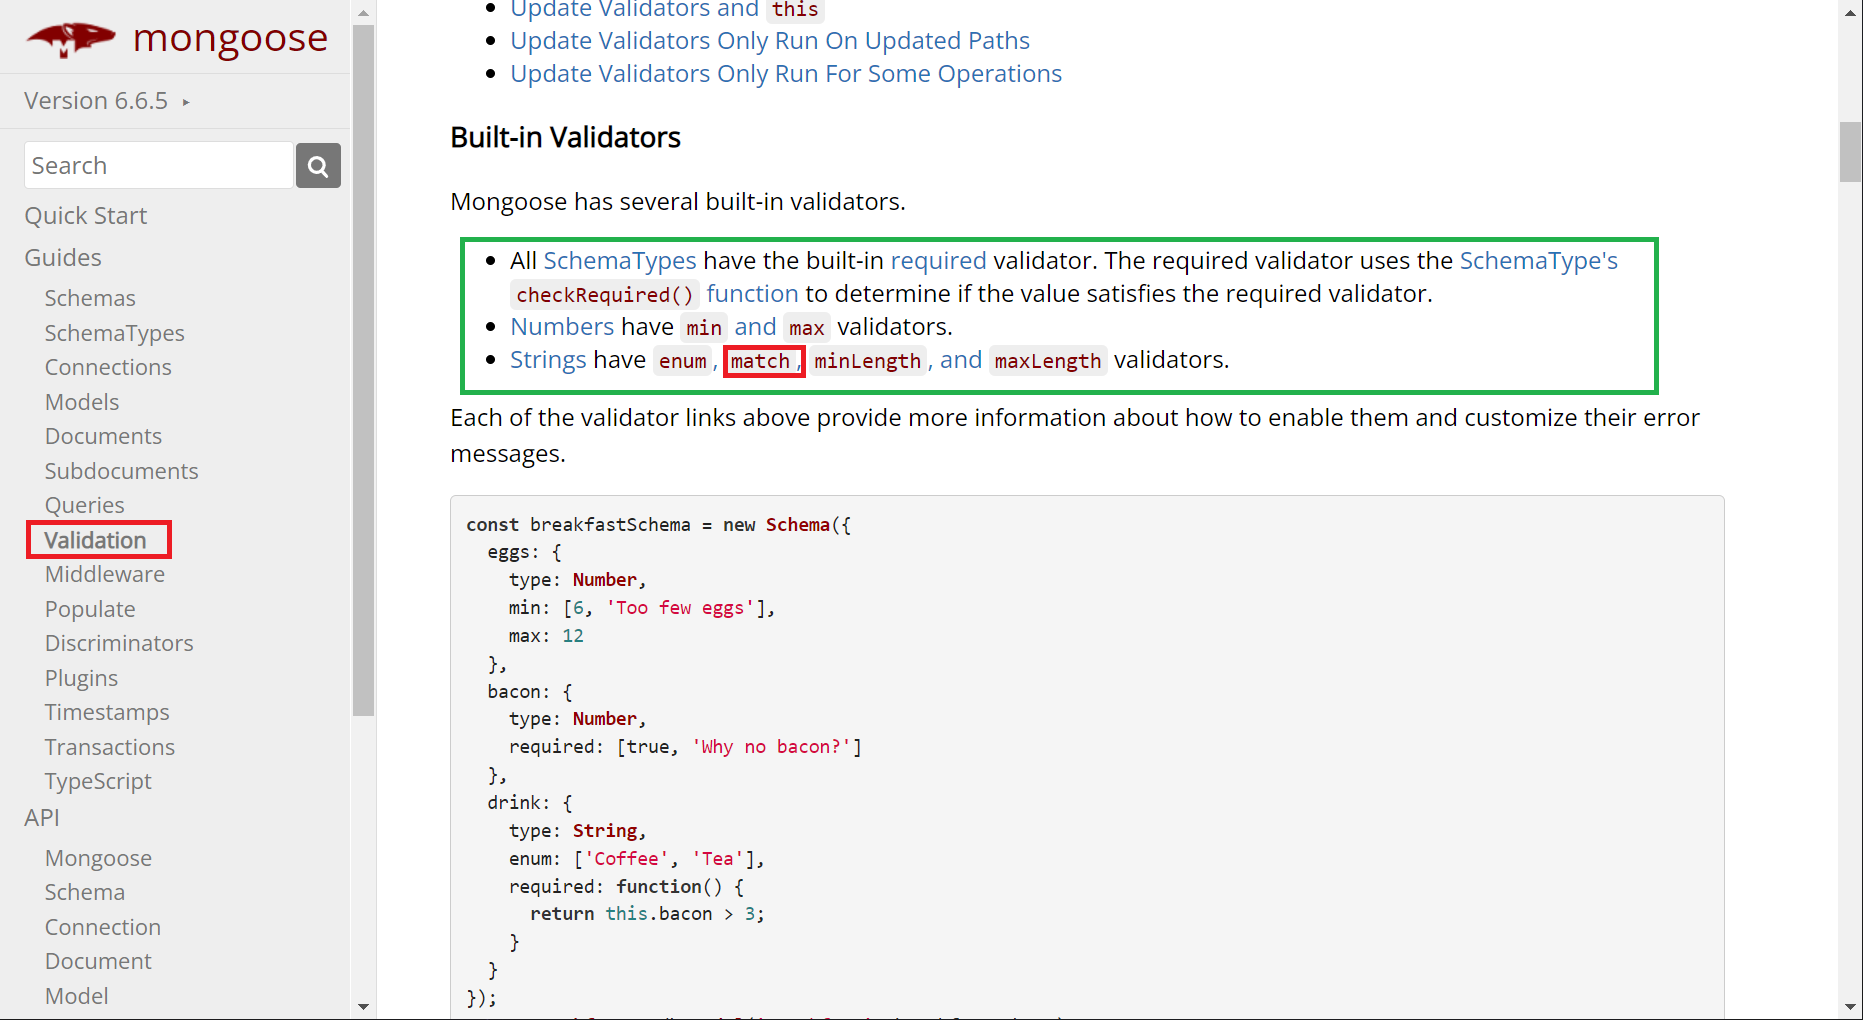 mongoose
Version 6.6.5 ▸
Search
Quick Start
Guides
Schemas
SchemaTypes
Connections
Models
Documents
Subdocuments
Queries
Validation
Middleware
Populate
Discriminators
Plugins
Timestamps
Transactions
TypeScript
API
Mongoose
Schema
Connection
Document
Model
Update Validators and this
Update Validators Only Run On Updated Paths
Update Validators Only Run For Some Operations
Built-in Validators
Mongoose has several built-in validators.
All SchemaTypes have the built-in required validator. The required validator uses the SchemaType's
checkRequired() function to determine if the value satisfies the required validator.
Numbers have min and max validators.
Strings have enum, match, minLength, and maxLength validators.
Each of the validator links above provide more information about how to enable them and customize their error
messages.
const breakfastSchema = new Schema({
  eggs: {
    type: Number,
    min: [6, 'Too few eggs'],
    max: 12
  },
  bacon: {
    type: Number,
    required: [true, 'Why no bacon?']
  },
  drink: {
    type: String,
    enum: ['Coffee', 'Tea'],
    required: function() {
      return this.bacon > 3;
    }
  }
});